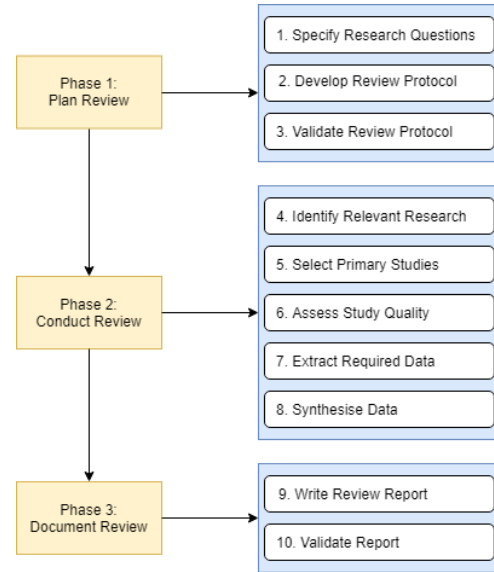 Phase 1:
Plan Review
1. Specify Research Questions
2. Develop Review Protocol
3. Validate Review Protocol
Phase 2:
Conduct Review
4. Identify Relevant Research
5. Select Primary Studies
6. Assess Study Quality
7. Extract Required Data
8. Synthesise Data
Phase 3:
Document Review
9. Write Review Report
10. Validate Report